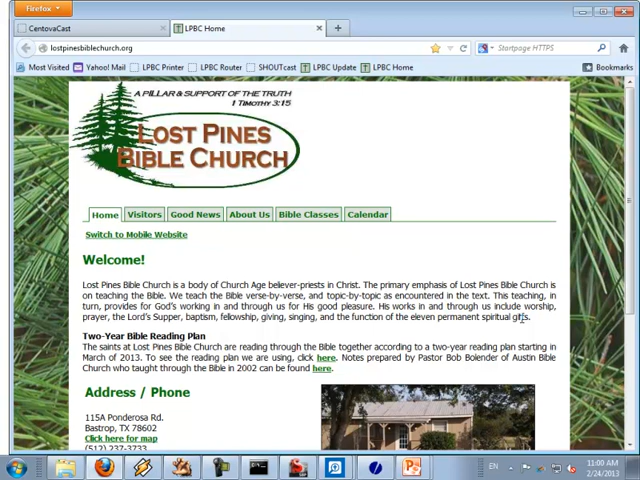 Firefox
CentovaCast
LPBC Home
lostpinesbiblechurch.org
Startpage HTTPS
Most Visited
Yahoo! Mail
LPBC Printer
LPBC Router
SHOUTcast
LPBC Update
LPBC Home
Bookmarks
A PILLAR & SUPPORT OF THE TRUTH
1 TIMOTHY 3:15
LOST PINES
BIBLE CHURCH
Home
Visitors
Good News
About Us
Bible Classes
Calendar
Switch to Mobile Website
Welcome!
Lost Pines Bible Church is a body of Church Age believer-priests in Christ. The primary emphasis of Lost Pines Bible Church is
on teaching the Bible. We teach the Bible verse-by-verse, and topic-by-topic as encountered in the text. This teaching, in
turn, provides for God's working in and through us for His good pleasure. His works in and through us include worship,
prayer, the Lord's Supper, baptism, fellowship, giving, singing, and the function of the eleven permanent spiritual gifts.
Two-Year Bible Reading Plan
The saints at Lost Pines Bible Church are reading through the Bible together according to a two-year reading plan starting in
March of 2013. To see the reading plan we are using, click here. Notes prepared by Pastor Bob Bolender of Austin Bible
Church who taught through the Bible in 2002 can be found here.
Address / Phone
115A Ponderosa Rd.
Bastrop, TX 78602
Click here for map
(512) 237-3733
EN
11:00 AM
2/24/2013